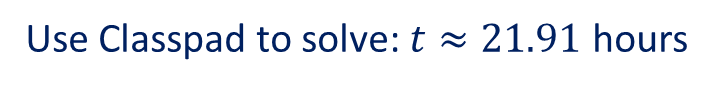 Use Classpad to solve: t ≈ 21.91 hours